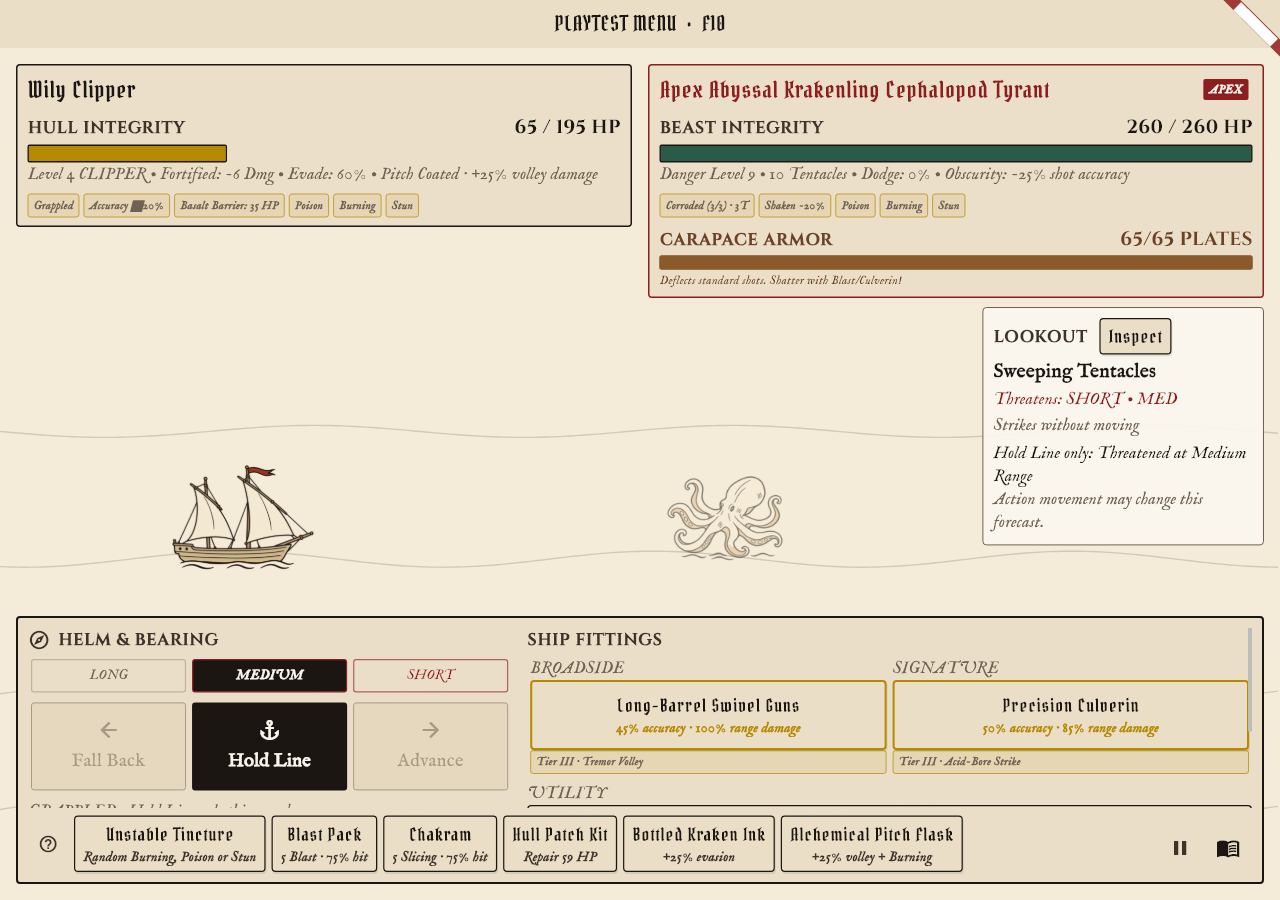 PLAYTEST MENU · F10
Wily Clipper
HULL INTEGRITY
65 / 195 HP
Level 4 CLIPPER • Fortified: -6 Dmg • Evade: 60% • Pitch Coated · +25% volley damage
Grappled
Accuracy 20%
Basalt Barrier: 35 HP
Poison
Burning
Stun
Apex Abyssal Krakenling Cephalopod Tyrant
APEX
BEAST INTEGRITY
260 / 260 HP
Danger Level 9 • 10 Tentacles • Dodge: 0% • Obscurity: -25% shot accuracy
Corroded (3/3) · 3T
Shaken -20%
Poison
Burning
Stun
CARAPACE ARMOR
65/65 PLATES
Deflects standard shots. Shatter with Blast/Culverin!
LOOKOUT
Inspect
Sweeping Tentacles
Threatens: SHORT • MED
Strikes without moving
Hold Line only: Threatened at Medium
Range
Action movement may change this
forecast.
HELM & BEARING
LONG
MEDIUM
SHORT
Fall Back
Hold Line
Advance
SHIP FITTINGS
BROADSIDE
Long-Barrel Swivel Guns
45% accuracy · 100% range damage
Tier III · Tremor Volley
SIGNATURE
Precision Culverin
50% accuracy · 85% range damage
Tier III · Acid-Bore Strike
UTILITY
Unstable Tincture
Random Burning, Poison or Stun
Blast Pack
5 Blast · 75% hit
Chakram
5 Slicing · 75% hit
Hull Patch Kit
Repair 59 HP
Bottled Kraken Ink
+25% evasion
Alchemical Pitch Flask
+25% volley + Burning